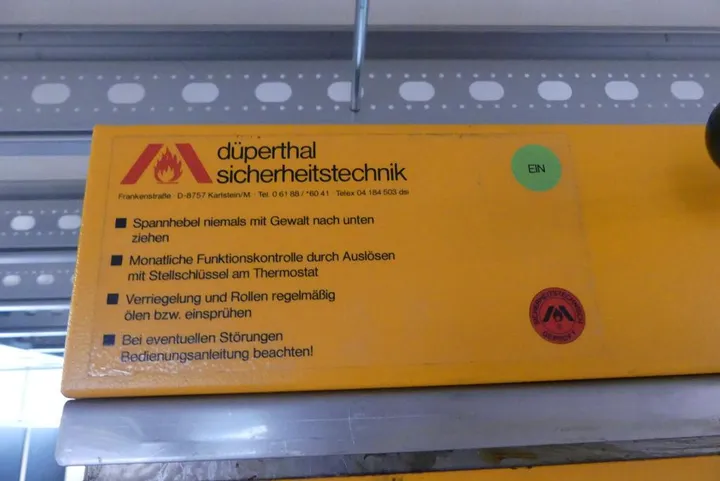 düperthal
sicherheitstechnik
Frankenstraße · D-8757 Karlstein/M. · Tel. 0 61 88 / *60 41 · Telex 04 184 503 dsi
EIN
■ Spannhebel niemals mit Gewalt nach unten
ziehen
■ Monatliche Funktionskontrolle durch Auslösen
mit Stellschlüssel am Thermostat
■ Verriegelung und Rollen regelmäßig
ölen bzw. einsprühen
■ Bei eventuellen Störungen
Bedienungsanleitung beachten!
SICHERHEITSTECHNISCH